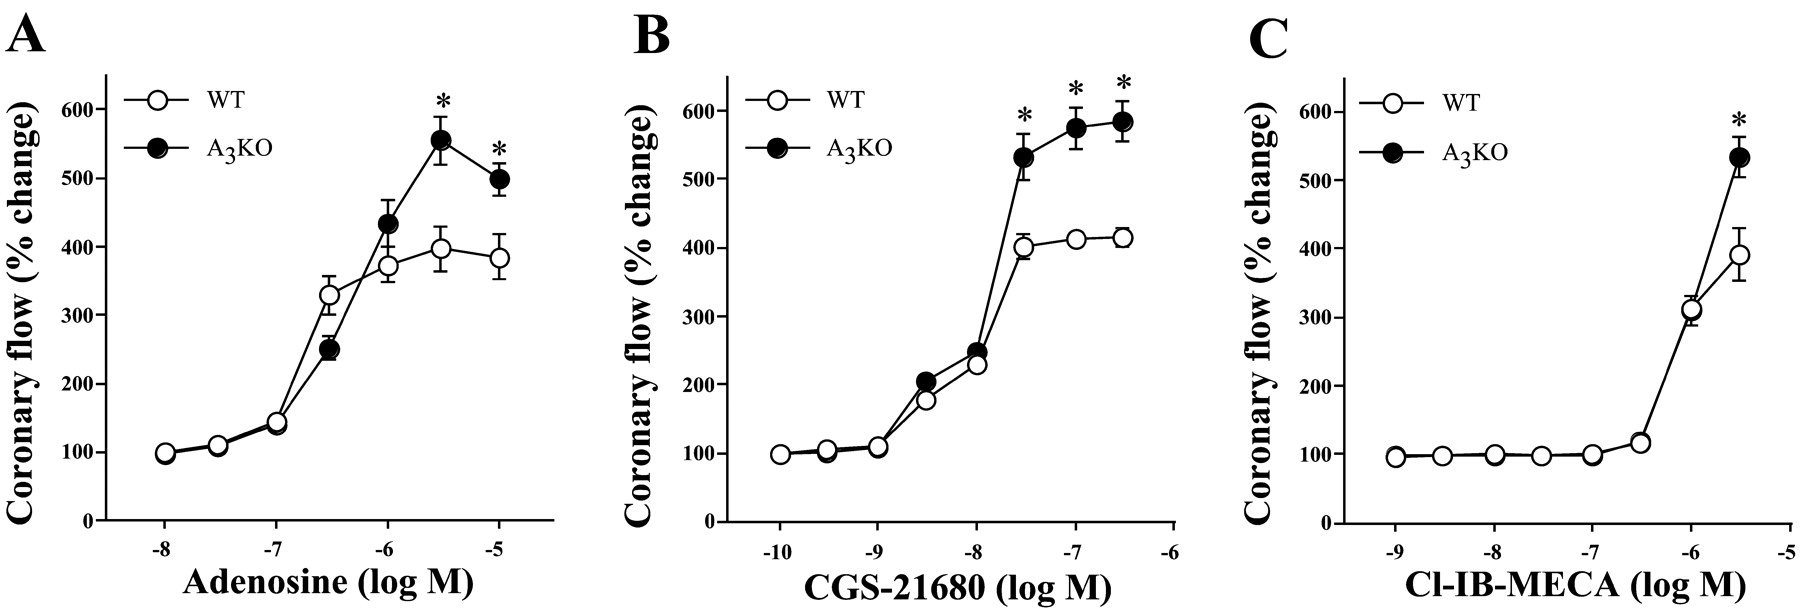 A
Coronary flow (% change)
600
500
400
300
200
100
0
WT
A3KO
*
*
-8 -7 -6 -5
Adenosine (log M)
B
Coronary flow (% change)
600
500
400
300
200
100
0
WT
A3KO
* * *
-10 -9 -8 -7 -6
CGS-21680 (log M)
C
Coronary flow (% change)
600
500
400
300
200
100
0
WT
A3KO
*
-9 -8 -7 -6 -5
Cl-IB-MECA (log M)